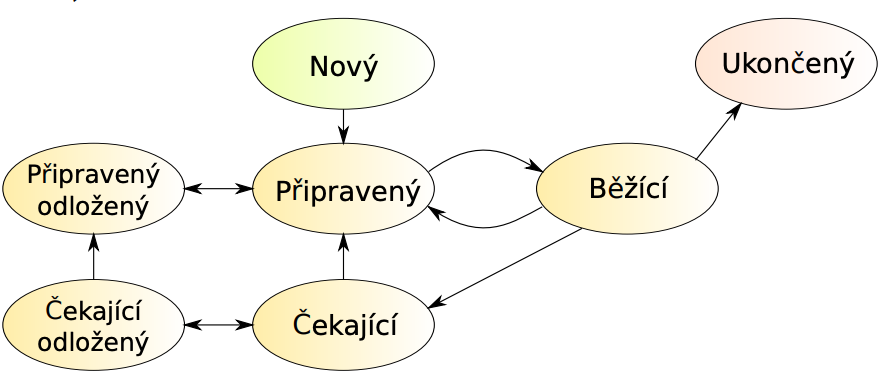 Nový
Ukončený
Připravený
odložený
Připravený
Běžící
Čekající
odložený
Čekající